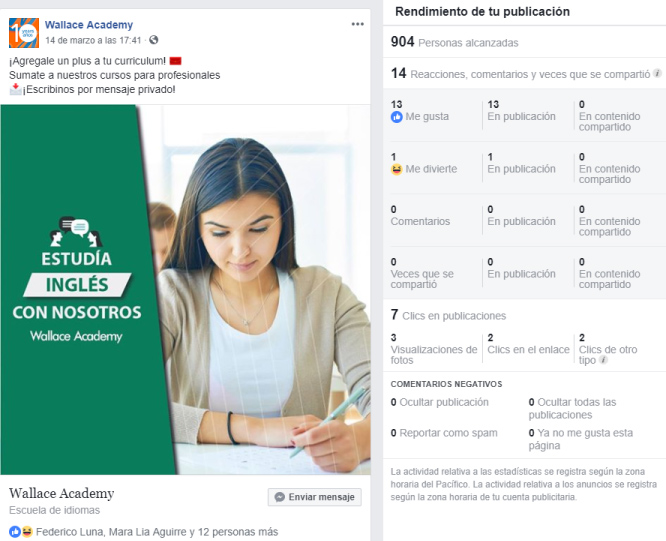 Wallace Academy
14 de marzo a las 17:41 ·
¡Agregale un plus a tu curriculum!
Sumate a nuestros cursos para profesionales
¡Escribinos por mensaje privado!
ESTUDÍA
INGLÉS
CON NOSOTROS
Wallace Academy
Wallace Academy
Escuela de idiomas
Enviar mensaje
Federico Luna, Mara Lia Aguirre y 12 personas más
Rendimiento de tu publicación
904 Personas alcanzadas
14 Reacciones, comentarios y veces que se compartió
13
Me gusta
13
En publicación
0
En contenido
compartido
1
Me divierte
1
En publicación
0
En contenido
compartido
0
Comentarios
0
En publicación
0
En contenido
compartido
0
Veces que se
compartió
0
En publicación
0
En contenido
compartido
7 Clics en publicaciones
3
Visualizaciones de
fotos
2
Clics en el enlace
2
Clics de otro
tipo
COMENTARIOS NEGATIVOS
0 Ocultar publicación
0 Ocultar todas las
publicaciones
0 Reportar como spam
0 Ya no me gusta esta
página
La actividad relativa a las estadísticas se registra según la zona
horaria del Pacífico. La actividad relativa a los anuncios se registra
según la zona horaria de tu cuenta publicitaria.